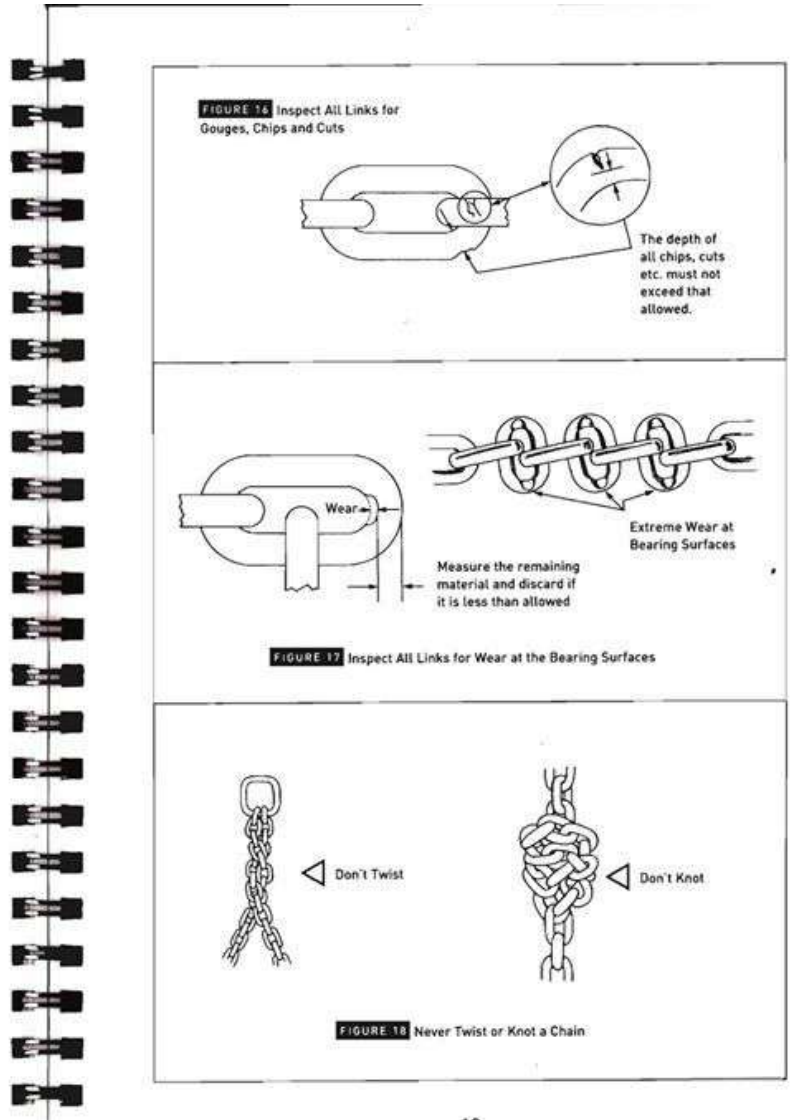 FIGURE 16 Inspect All Links for
Gouges, Chips and Cuts
The depth of
all chips, cuts
etc. must not
exceed that
allowed.
Wear
Extreme Wear at
Bearing Surfaces
Measure the remaining
material and discard if
it is less than allowed
FIGURE 17 Inspect All Links for Wear at the Bearing Surfaces
Don't Twist
Don't Knot
FIGURE 18 Never Twist or Knot a Chain